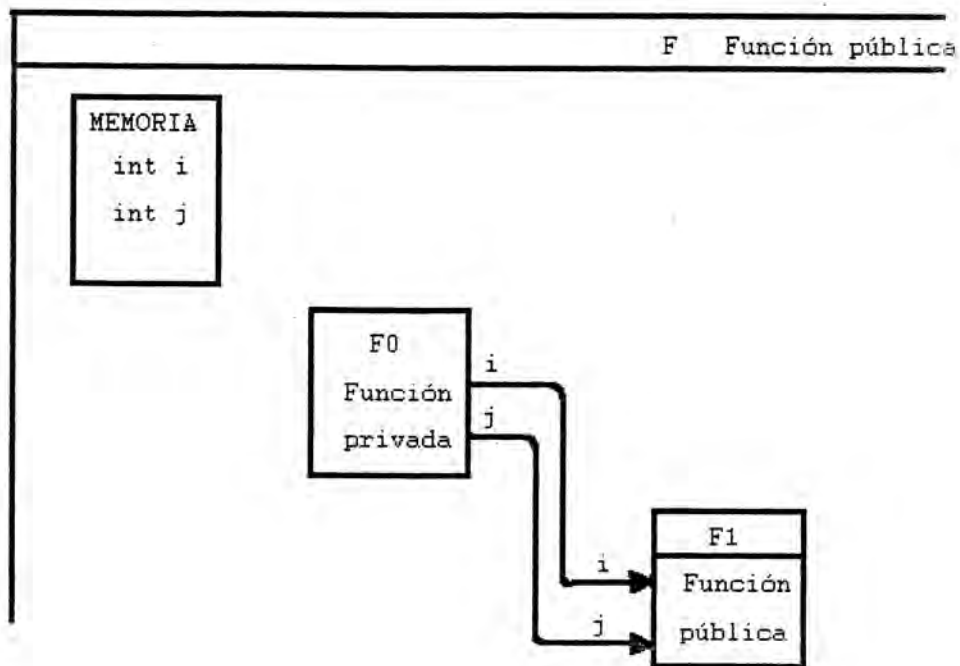 F Función pública
MEMORIA
int i
int j
F0
Función
privada
i
j
F1
Función
pública
i
j